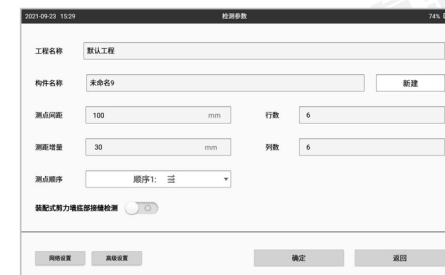 2021-09-23 15:29 检测参数 74%
工程名称 默认工程
构件名称 未命名9 新建
测点间距 100 mm 行数 6
测距增量 30 mm 列数 6
测点顺序 顺序1:
装配式剪力墙底部接缝检测
网络设置 高级设置 确定 返回